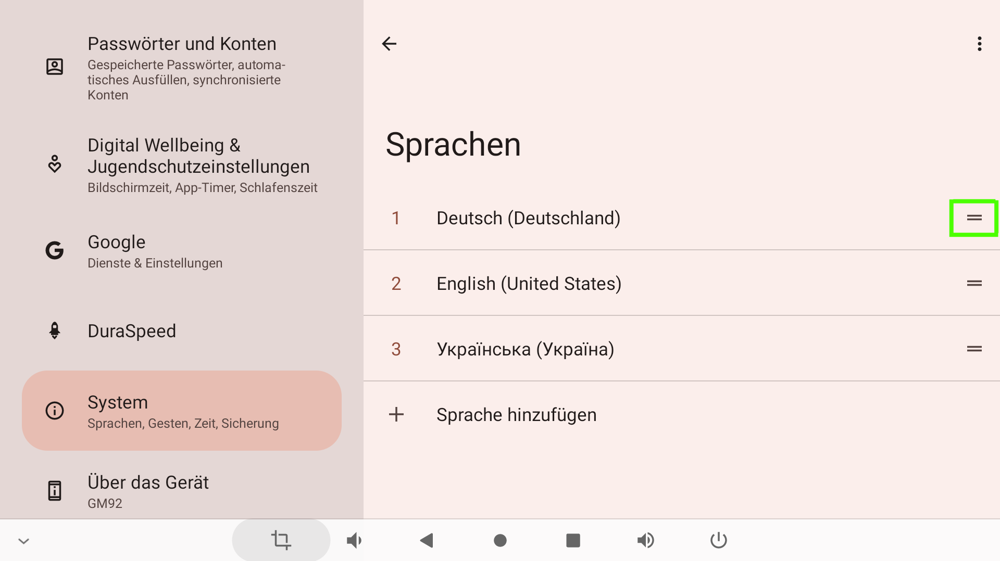 Passwörter und Konten
Gespeicherte Passwörter, automa-
tisches Ausfüllen, synchronisierte
Konten
Digital Wellbeing &
Jugendschutzeinstellungen
Bildschirmzeit, App-Timer, Schlafenszeit
Google
Dienste & Einstellungen
DuraSpeed
System
Sprachen, Gesten, Zeit, Sicherung
Über das Gerät
GM92
Sprachen
1 Deutsch (Deutschland)
2 English (United States)
3 Українська (Україна)
Sprache hinzufügen